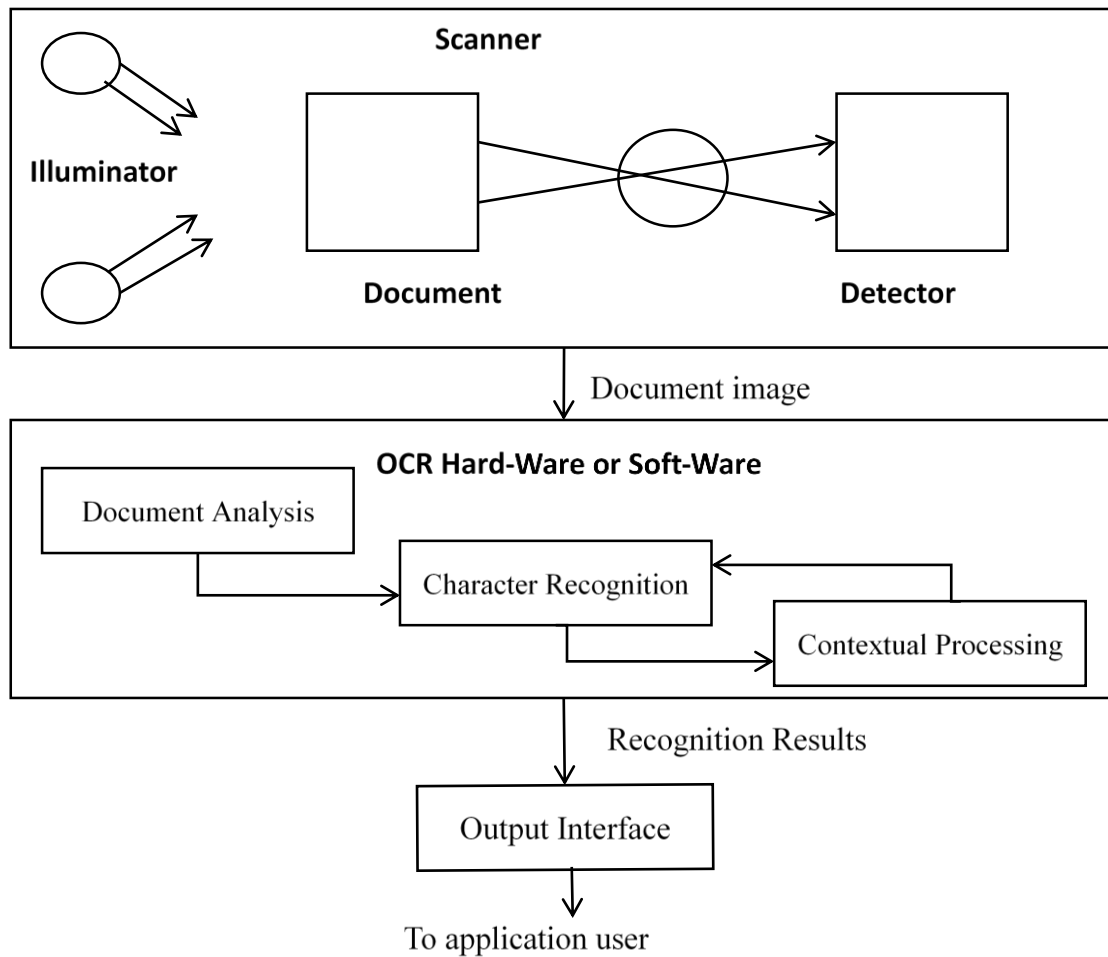 Scanner
Illuminator
Document
Detector
Document image
OCR Hard-Ware or Soft-Ware
Document Analysis
Character Recognition
Contextual Processing
Recognition Results
Output Interface
To application user